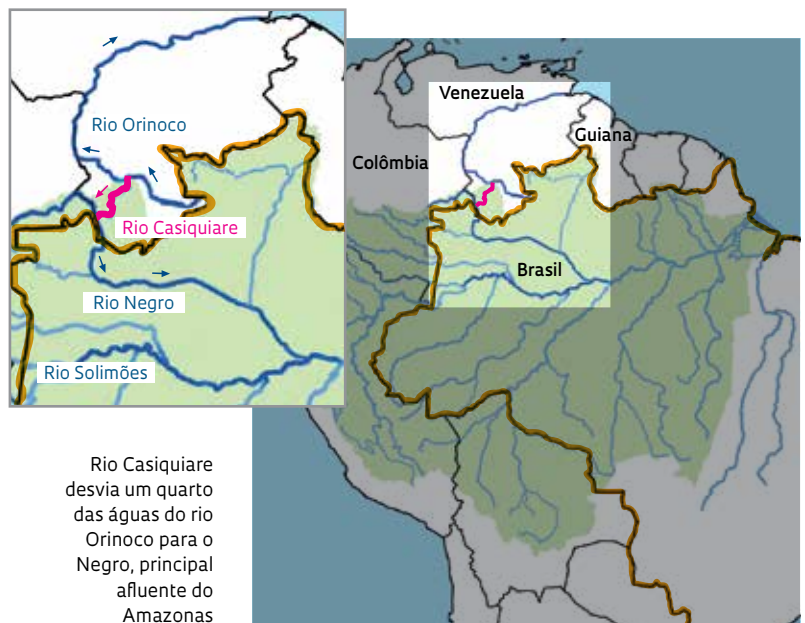 Rio Orinoco
Rio Casiquiare
Rio Negro
Rio Solimões
Venezuela
Guiana
Colômbia
Brasil
Rio Casiquiare
desvia um quarto
das águas do rio
Orinoco para o
Negro, principal
afluente do
Amazonas